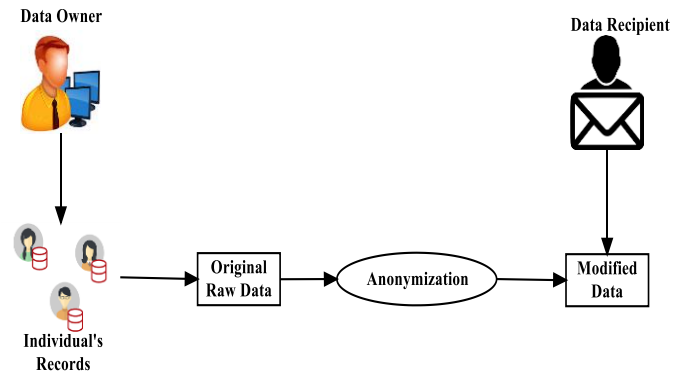 Data Owner
Data Recipient
Original
Raw Data
Anonymization
Modified
Data
Individual's
Records